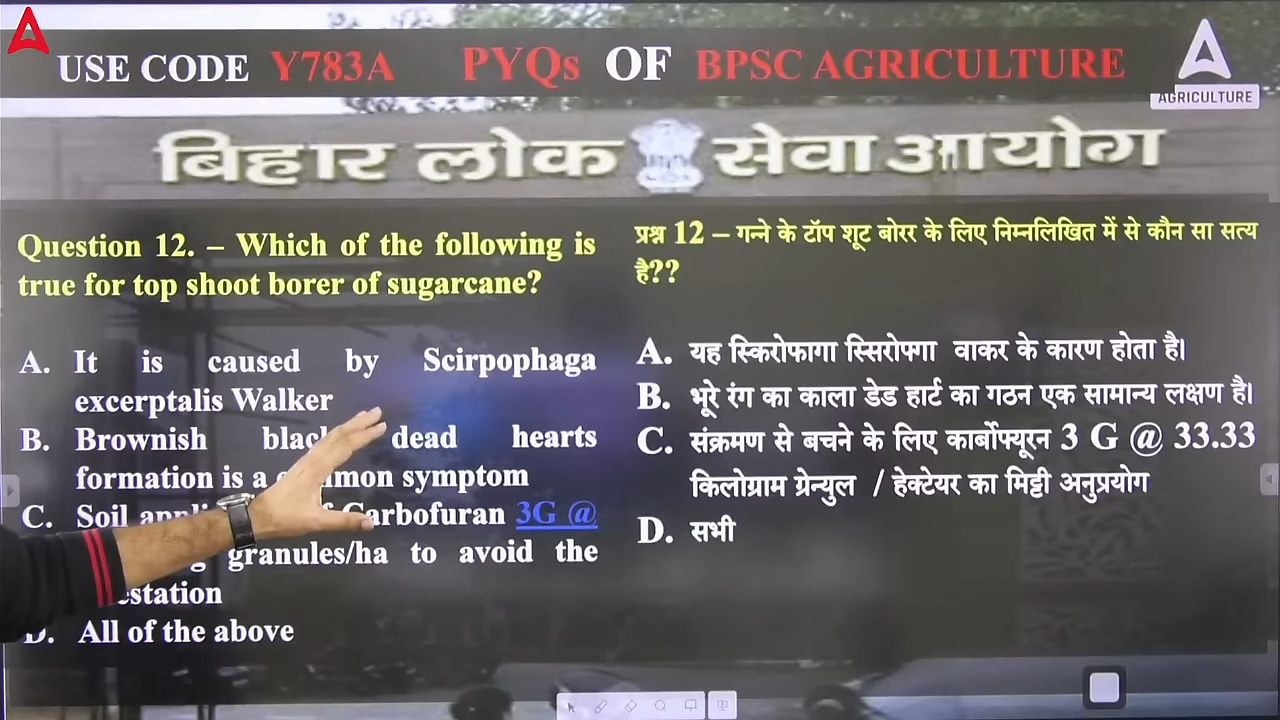 USE CODE Y783A PYQs OF BPSC AGRICULTURE
AGRICULTURE
बिहार लोक सेवा आयोग
Question 12. – Which of the following is
true for top shoot borer of sugarcane?
A. It is caused by Scirpophaga
excerptalis Walker
B. Brownish dead hearts
formation is a symptom
C. Soil Carbofuran 3G @
granules/ha to avoid the
D. All of the above
प्रश्न 12 – गन्ने के टॉप शूट बोरर के लिए निम्नलिखित में से कौन सा सत्य
है??
A. यह स्किरोफागा स्सिरोफ्गा वाकर के कारण होता है।
B. भूरे रंग का काला डेड हार्ट का गठन एक सामान्य लक्षण है।
C. संक्रमण से बचने के लिए कार्बोफ्यूरन 3 G @ 33.33
किलोग्राम ग्रेन्युल / हेक्टेयर का मिट्टी अनुप्रयोग
D. सभी